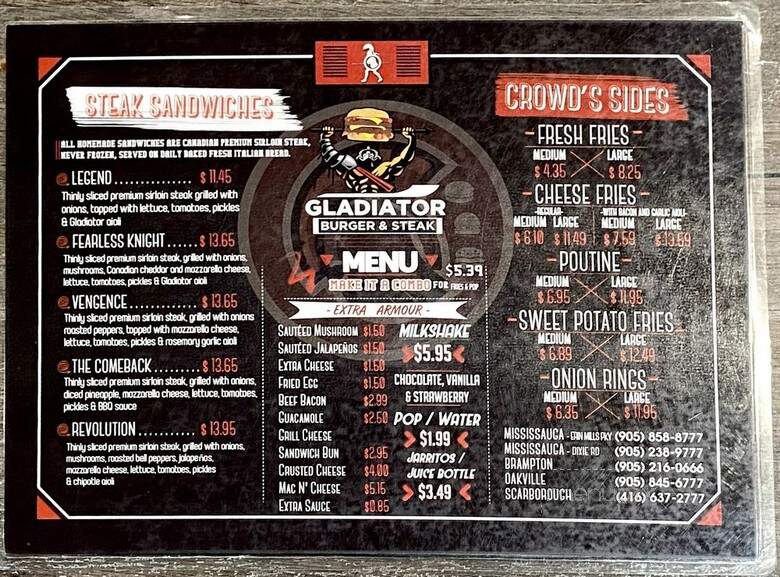 STEAK SANDWICHES
ALL HOMEMADE SANDWICHES ARE CANADIAN PREMIUM SIRLOIN STEAK,
NEVER FROZEN, SERVED ON DAILY BAKED FRESH ITALIAN BREAD.
LEGEND .............. $ 11.45
Thinly sliced premium sirloin steak grilled with
onions, topped with lettuce, tomatoes, pickles
& Gladiator aioli
FEARLESS KNIGHT ...... $ 13.65
Thinly sliced premium sirloin steak, grilled with onions,
mushrooms, Canadian cheddar and mozzarella cheese,
lettuce, tomatoes, pickles & Gladiator aioli
VENGENCE ............ $ 13.65
Thinly sliced premium sirloin steak, grilled with onions
roasted peppers, topped with mozzarella cheese,
lettuce, tomatoes, pickles & rosemary garlic aioli
THE COMEBACK ......... $ 13.65
Thinly sliced premium sirloin steak, grilled with onions,
diced pineapple, mozzarella cheese, lettuce, tomatoes,
pickles & BBQ sauce
REVOLUTION ........... $ 13.95
Thinly sliced premium sirloin steak, grilled with onions,
mushrooms, roasted bell peppers, jalapeños,
mozzarella cheese, lettuce, tomatoes, pickles
& chipotle aioli
GLADIATOR
BURGER & STEAK
MENU
MAKE IT A COMBO FOR FRIES & POP $5.39
- EXTRA ARMOUR -
SAUTÉED MUSHROOM $1.50
SAUTÉED JALAPEÑOS $1.50
EXTRA CHEESE $1.50
FRIED EGG $1.50
BEEF BACON $2.99
GUACAMOLE $2.50
GRILL CHEESE
SANDWICH BUN $2.95
CRUSTED CHEESE $4.00
MAC N' CHEESE $5.15
EXTRA SAUCE $0.85
MILKSHAKE
$5.95
CHOCOLATE, VANILLA
& STRAWBERRY
POP / WATER
$1.99
JARRITOS /
JUICE BOTTLE
$3.49
CROWD'S SIDES
- FRESH FRIES -
MEDIUM LARGE
$ 4.35 $ 8.25
- CHEESE FRIES -
-REGULAR- -WITH BACON AND GARLIC AIOLI-
MEDIUM LARGE MEDIUM LARGE
$ 6.10 $ 11.49 $ 7.59 $ 13.59
- POUTINE -
MEDIUM LARGE
$ 6.95 $ 11.95
- SWEET POTATO FRIES -
MEDIUM LARGE
$ 6.89 $ 12.49
- ONION RINGS -
MEDIUM LARGE
$ 6.35 $ 11.95
MISSISSAUGA - ERIN MILLS PKY (905) 858-8777
MISSISSAUGA - DIXIE RD (905) 238-9777
BRAMPTON (905) 216-0666
OAKVILLE (905) 845-6777
SCARBOROUGH (416) 637-2777